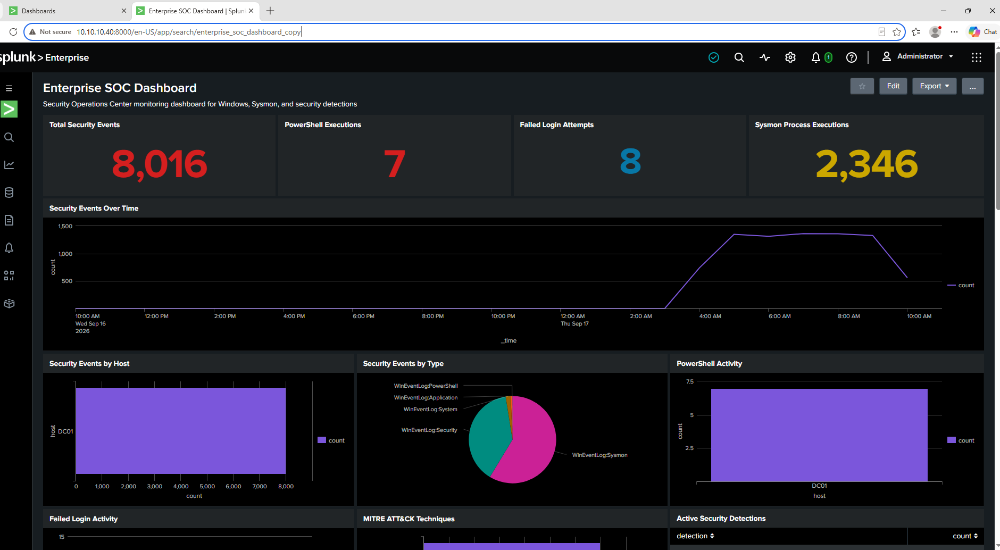 Dashboards
Enterprise SOC Dashboard | Splun
Not secure 10.10.10.40:8000/en-US/app/search/enterprise_soc_dashboard_copy
Chat
splunk> Enterprise
1
Administrator
Enterprise SOC Dashboard
Edit
Export
...
Security Operations Center monitoring dashboard for Windows, Sysmon, and security detections
Total Security Events
8,016
PowerShell Executions
7
Failed Login Attempts
8
Sysmon Process Executions
2,346
Security Events Over Time
1,500
1,000
500
count
10:00 AM
Wed Sep 16
2026
12:00 PM
2:00 PM
4:00 PM
6:00 PM
8:00 PM
10:00 PM
12:00 AM
Thu Sep 17
2:00 AM
4:00 AM
6:00 AM
8:00 AM
10:00 AM
_time
count
Security Events by Host
host
DC01
0
1,000
2,000
3,000
4,000
5,000
6,000
7,000
8,000
count
count
Security Events by Type
WinEventLog:PowerShell
WinEventLog:Application
WinEventLog:System
WinEventLog:Security
WinEventLog:Sysmon
PowerShell Activity
7.5
5
2.5
count
DC01
host
count
Failed Login Activity
15
MITRE ATT&CK Techniques
Active Security Detections
detection
count